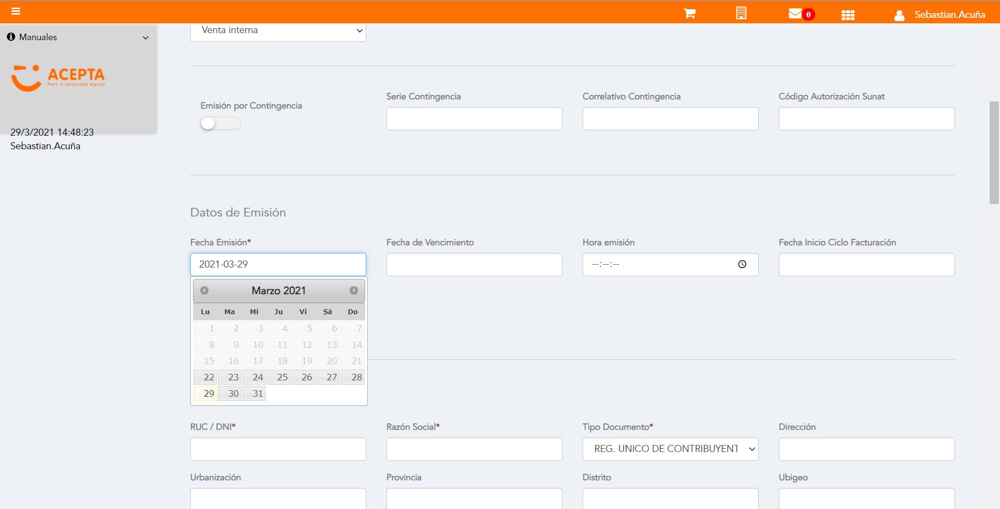 0
Sebastian.Acuña
Manuales
ACEPTA
Perú a velocidad digital
29/3/2021 14:48:23
Sebastian.Acuña
Venta interna
Emisión por Contingencia
Serie Contingencia
Correlativo Contingencia
Código Autorización Sunat
Datos de Emisión
Fecha Emisión*
Fecha de Vencimiento
Hora emisión
Fecha Inicio Ciclo Facturación
2021-03-29
--:--:--
Marzo 2021
Lu Ma Mi Ju Vi Sá Do
1 2 3 4 5 6 7
8 9 10 11 12 13 14
15 16 17 18 19 20 21
22 23 24 25 26 27 28
29 30 31
RUC / DNI*
Razón Social*
Tipo Documento*
Dirección
REG. UNICO DE CONTRIBUYENT
Urbanización
Provincia
Distrito
Ubigeo